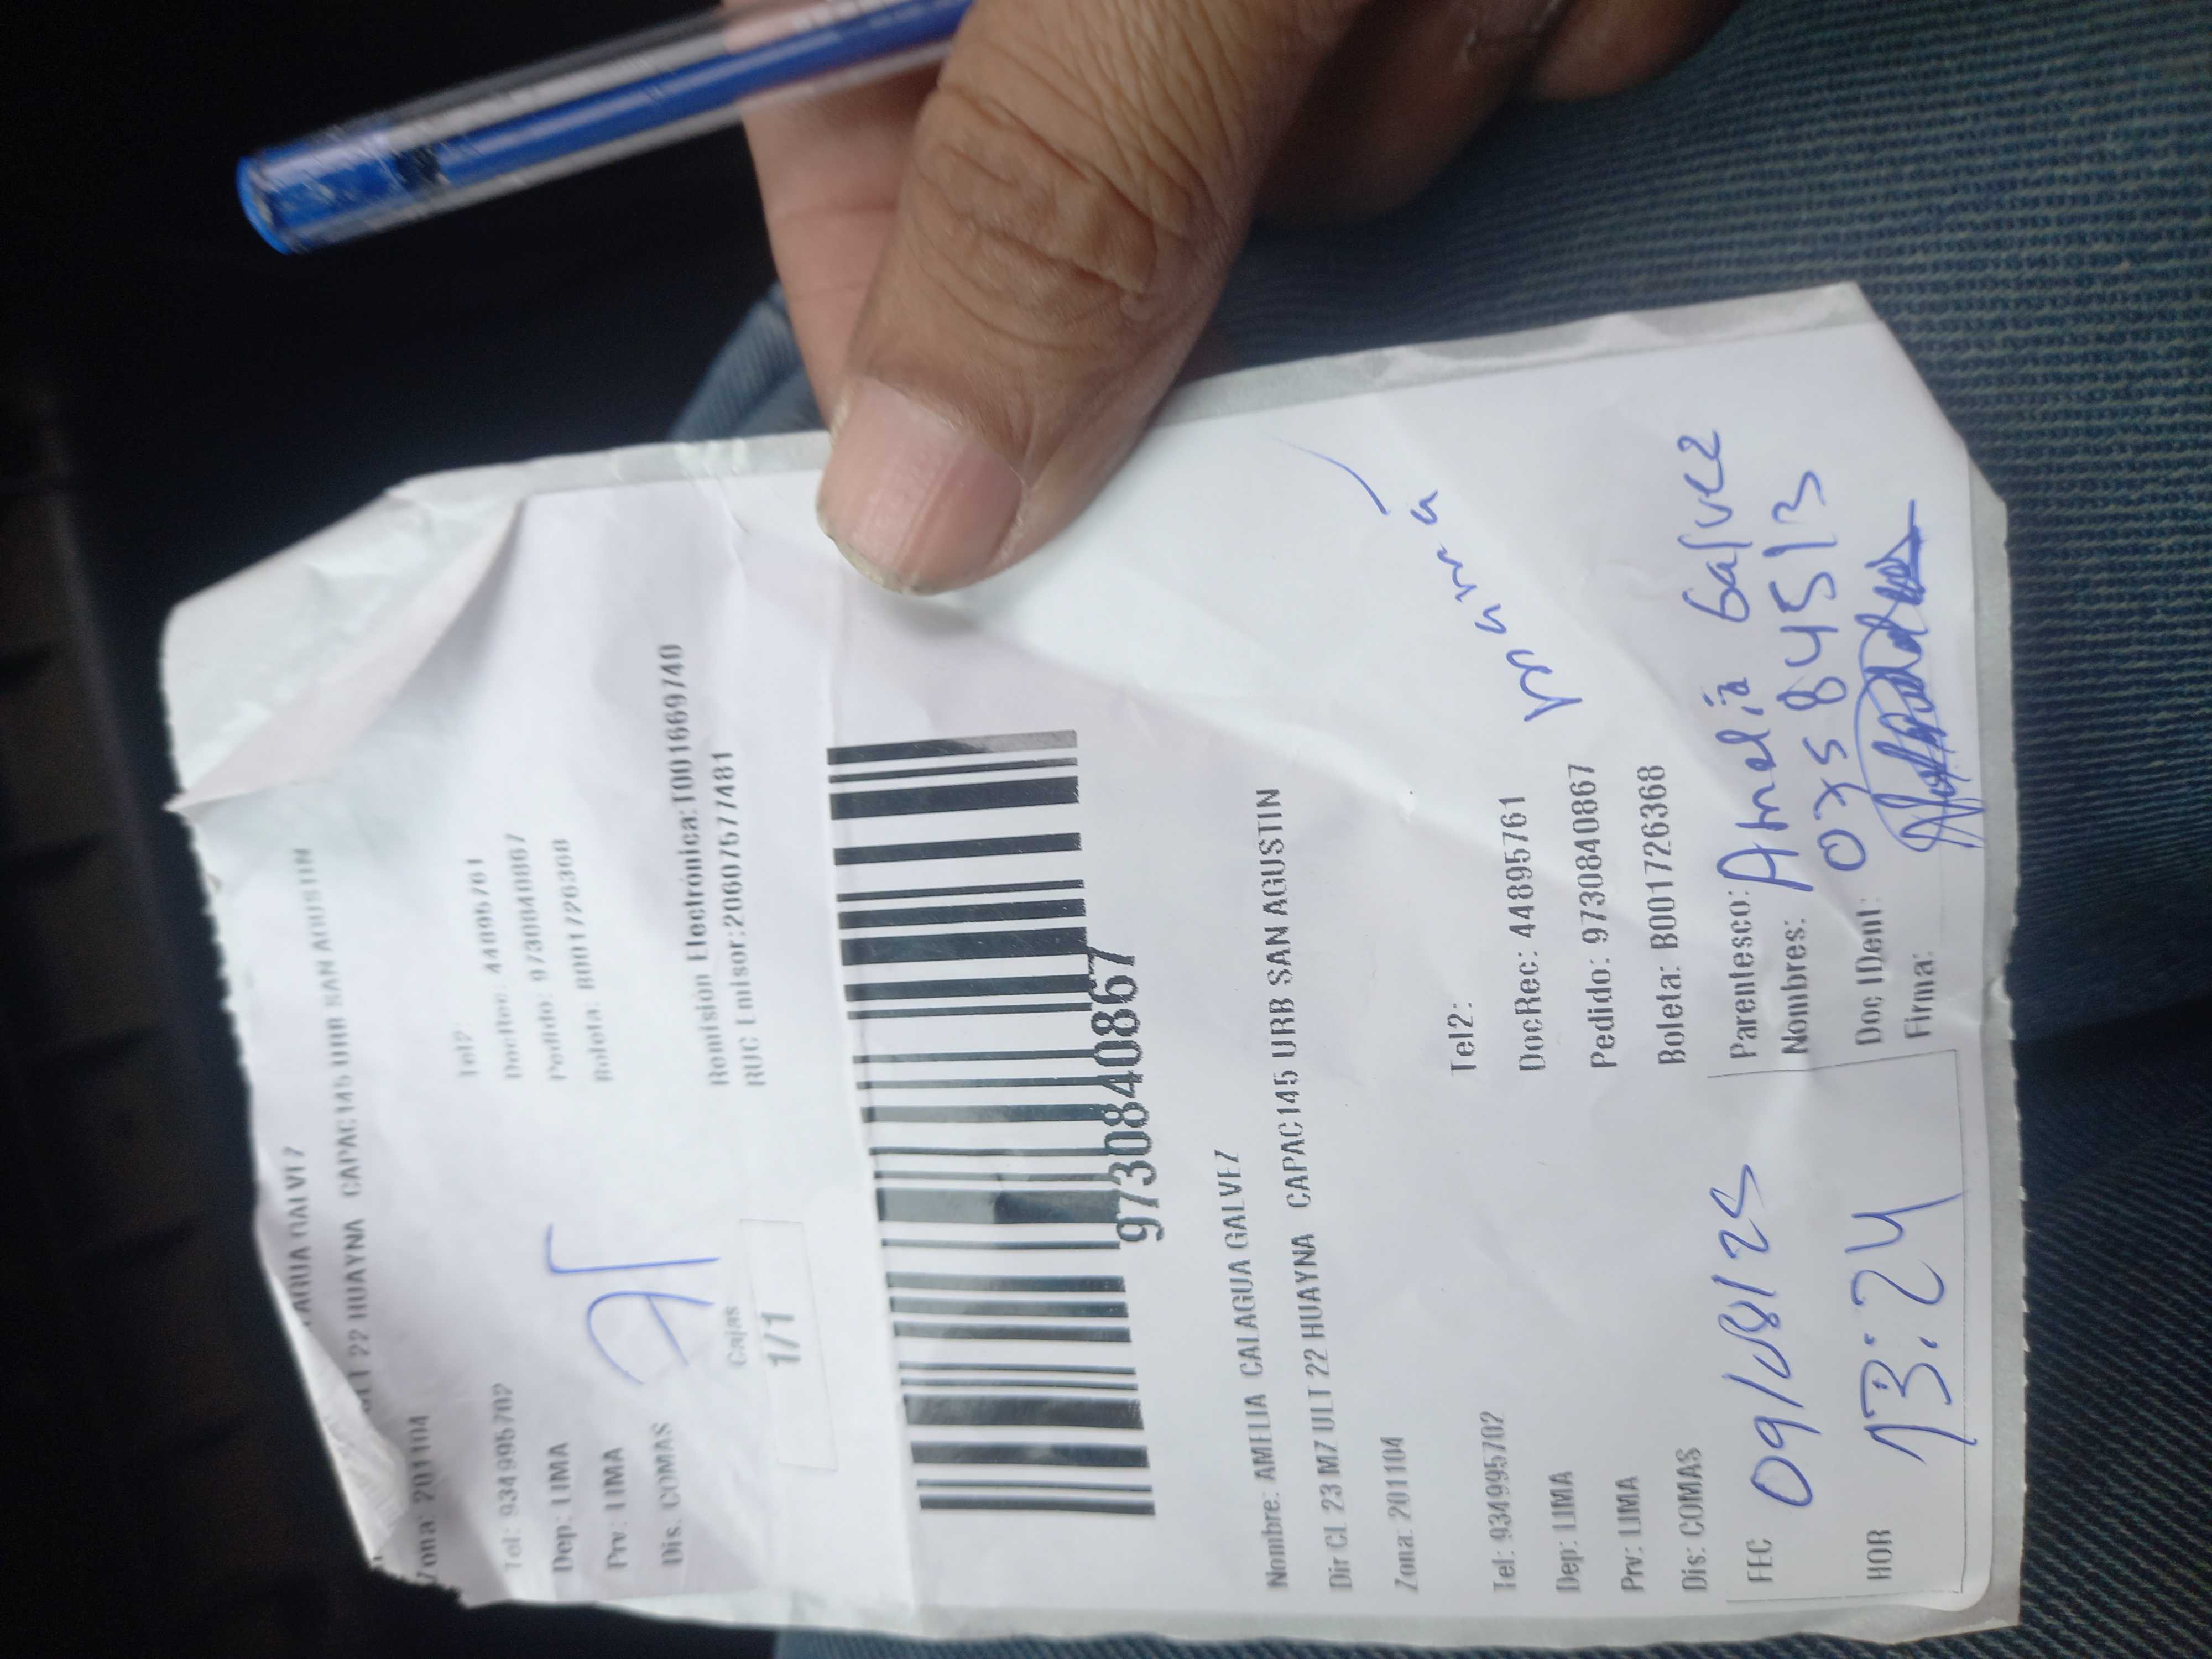 CALAGUA GALVEZ
ULT 22 HUAYNA CAPAC145 URB SAN AGUSTIN
Zona: 201104
Tel: 934995702
Tel2
Dep: LIMA
DocRec: 44895761
Prv: LIMA
Pedido: 9730840867
Dis: COMAS
Boleta: B001726368
Cajas
1/1
Remisión Electrónica:T001669740
RUC Emisor:20607577481
9730840867
Nombre: AMELIA CALAGUA GALVEZ
Dir CL 23 MZ ULT 22 HUAYNA CAPAC145 URB SAN AGUSTIN
Zona: 201104
Tel: 934995702
Tel2:
Dep: LIMA
DocRec: 44895761
Prv: LIMA
Pedido: 9730840867
Dis: COMAS
Boleta: B001726368
mama
FEC 09/08/25
Parentesco:
Nombres: Amelia Galvez
HOR 13:24
Doc IDent:
Firma: